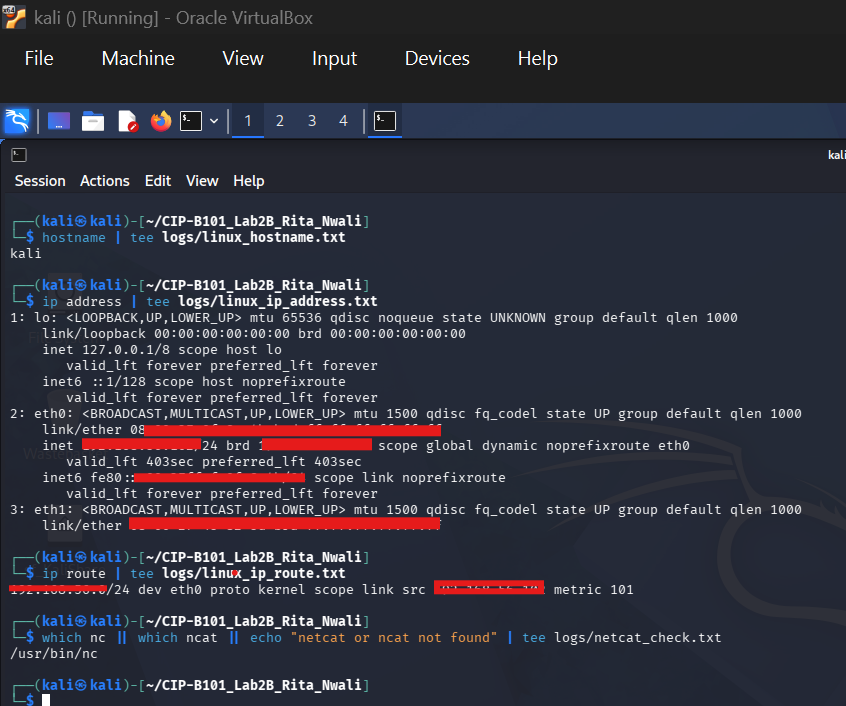 kali () [Running] - Oracle VirtualBox
File Machine View Input Devices Help
1 2 3 4
kali
Session Actions Edit View Help
┌──(kali㉿kali)-[~/CIP-B101_Lab2B_Rita_Nwali]
└─$ hostname | tee logs/linux_hostname.txt
kali
┌──(kali㉿kali)-[~/CIP-B101_Lab2B_Rita_Nwali]
└─$ ip address | tee logs/linux_ip_address.txt
1: lo: <LOOPBACK,UP,LOWER_UP> mtu 65536 qdisc noqueue state UNKNOWN group default qlen 1000
link/loopback 00:00:00:00:00:00 brd 00:00:00:00:00:00
inet 127.0.0.1/8 scope host lo
valid_lft forever preferred_lft forever
inet6 ::1/128 scope host noprefixroute
valid_lft forever preferred_lft forever
2: eth0: <BROADCAST,MULTICAST,UP,LOWER_UP> mtu 1500 qdisc fq_codel state UP group default qlen 1000
link/ether 08
inet /24 brd 1 scope global dynamic noprefixroute eth0
valid_lft 403sec preferred_lft 403sec
inet6 fe80:: scope link noprefixroute
valid_lft forever preferred_lft forever
3: eth1: <BROADCAST,MULTICAST,UP,LOWER_UP> mtu 1500 qdisc fq_codel state UP group default qlen 1000
link/ether
┌──(kali㉿kali)-[~/CIP-B101_Lab2B_Rita_Nwali]
└─$ ip route | tee logs/linux_ip_route.txt
/24 dev eth0 proto kernel scope link src metric 101
┌──(kali㉿kali)-[~/CIP-B101_Lab2B_Rita_Nwali]
└─$ which nc || which ncat || echo "netcat or ncat not found" | tee logs/netcat_check.txt
/usr/bin/nc
┌──(kali㉿kali)-[~/CIP-B101_Lab2B_Rita_Nwali]
└─$